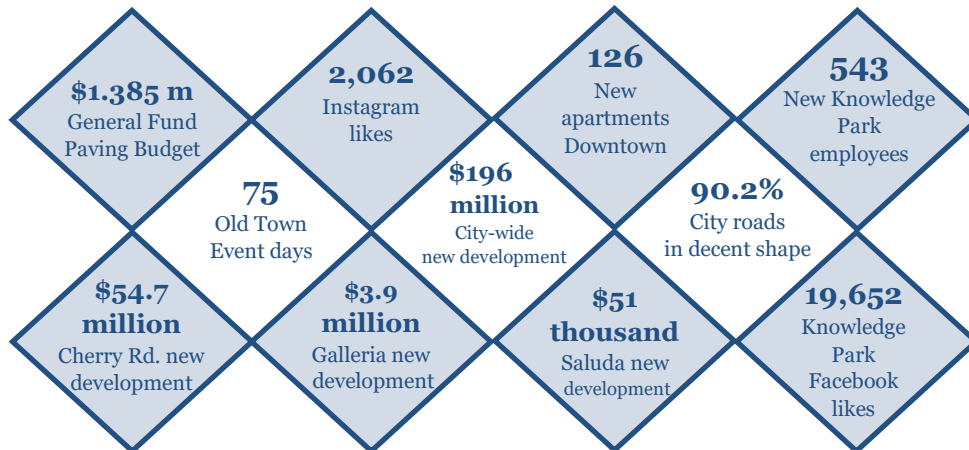 $1.385 m
General Fund
Paving Budget
2,062
Instagram
likes
126
New
apartments
Downtown
543
New Knowledge
Park
employees
75
Old Town
Event days
$196
million
City-wide
new development
90.2%
City roads
in decent shape
$54.7
million
Cherry Rd. new
development
$3.9
million
Galleria new
development
$51
thousand
Saluda new
development
19,652
Knowledge
Park
Facebook
likes